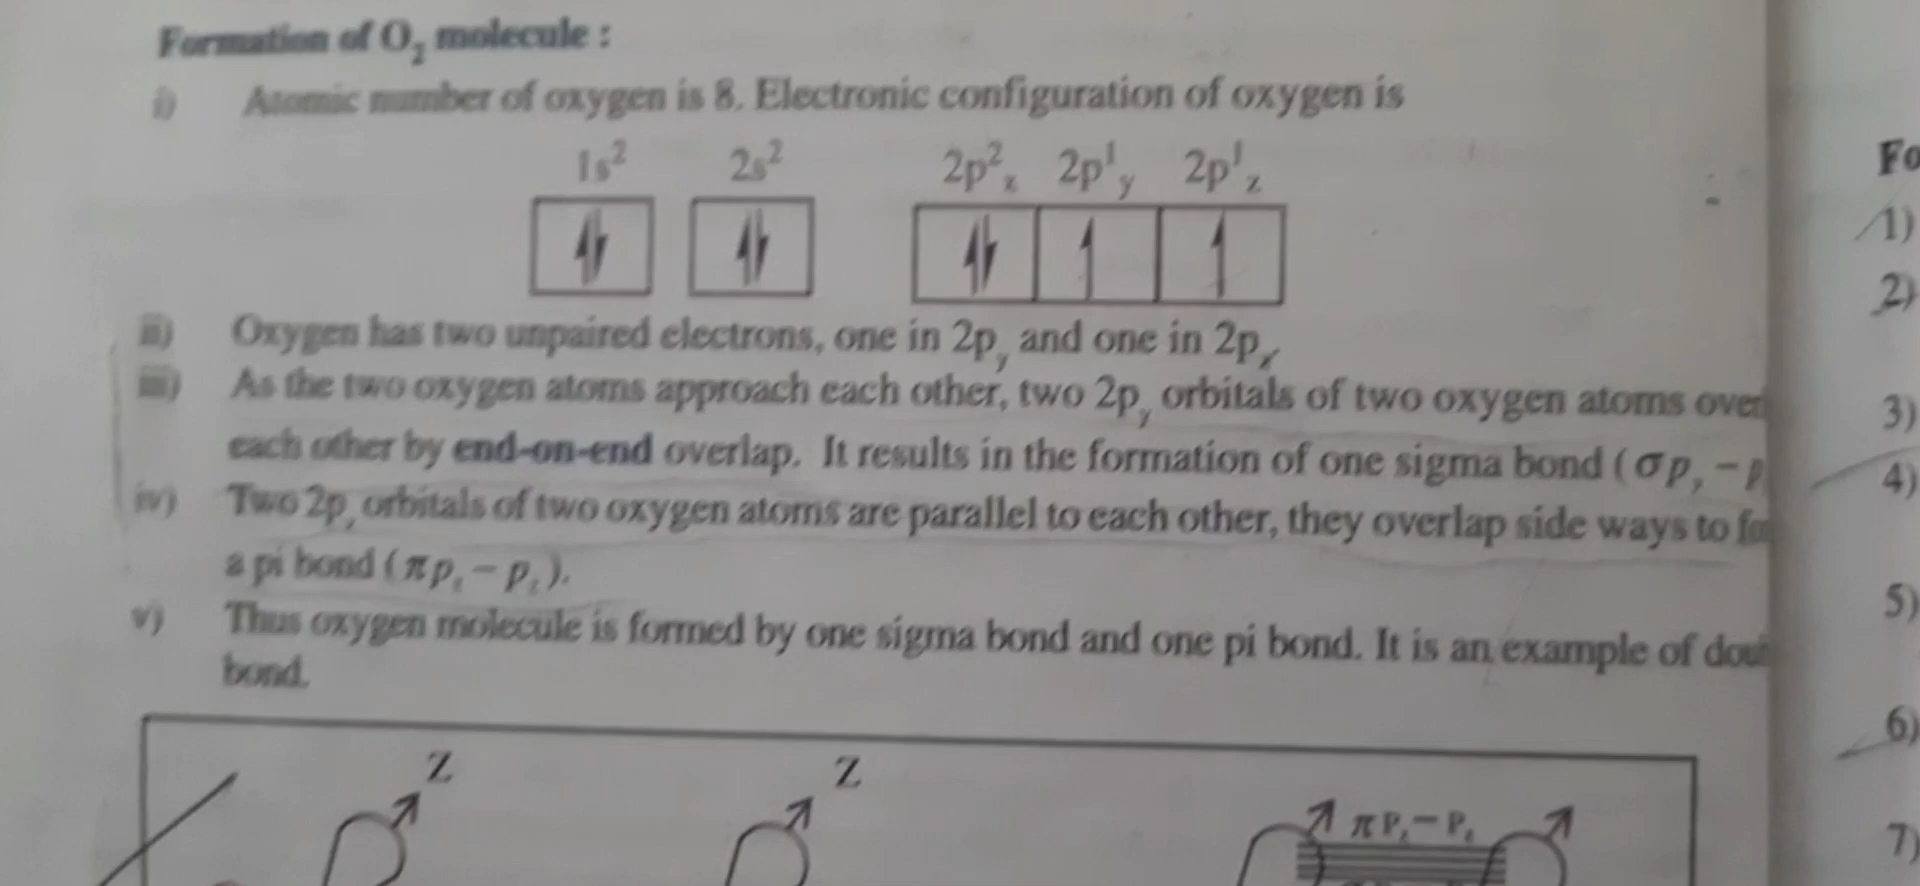 Formation of O₂ molecule :
i) Atomic number of oxygen is 8. Electronic configuration of oxygen is
1s² 2s² 2p²ₓ 2p¹y 2p¹z
ii) Oxygen has two unpaired electrons, one in 2py and one in 2pz
iii) As the two oxygen atoms approach each other, two 2py orbitals of two oxygen atoms over
each other by end-on-end overlap. It results in the formation of one sigma bond (σpy – p
iv) Two 2pz orbitals of two oxygen atoms are parallel to each other, they overlap side ways to fo
a pi bond (πpz – pz).
v) Thus oxygen molecule is formed by one sigma bond and one pi bond. It is an example of dou
bond.
Z Z
πPz – Pz
Fo
1)
2)
3)
4)
5)
6)
7)